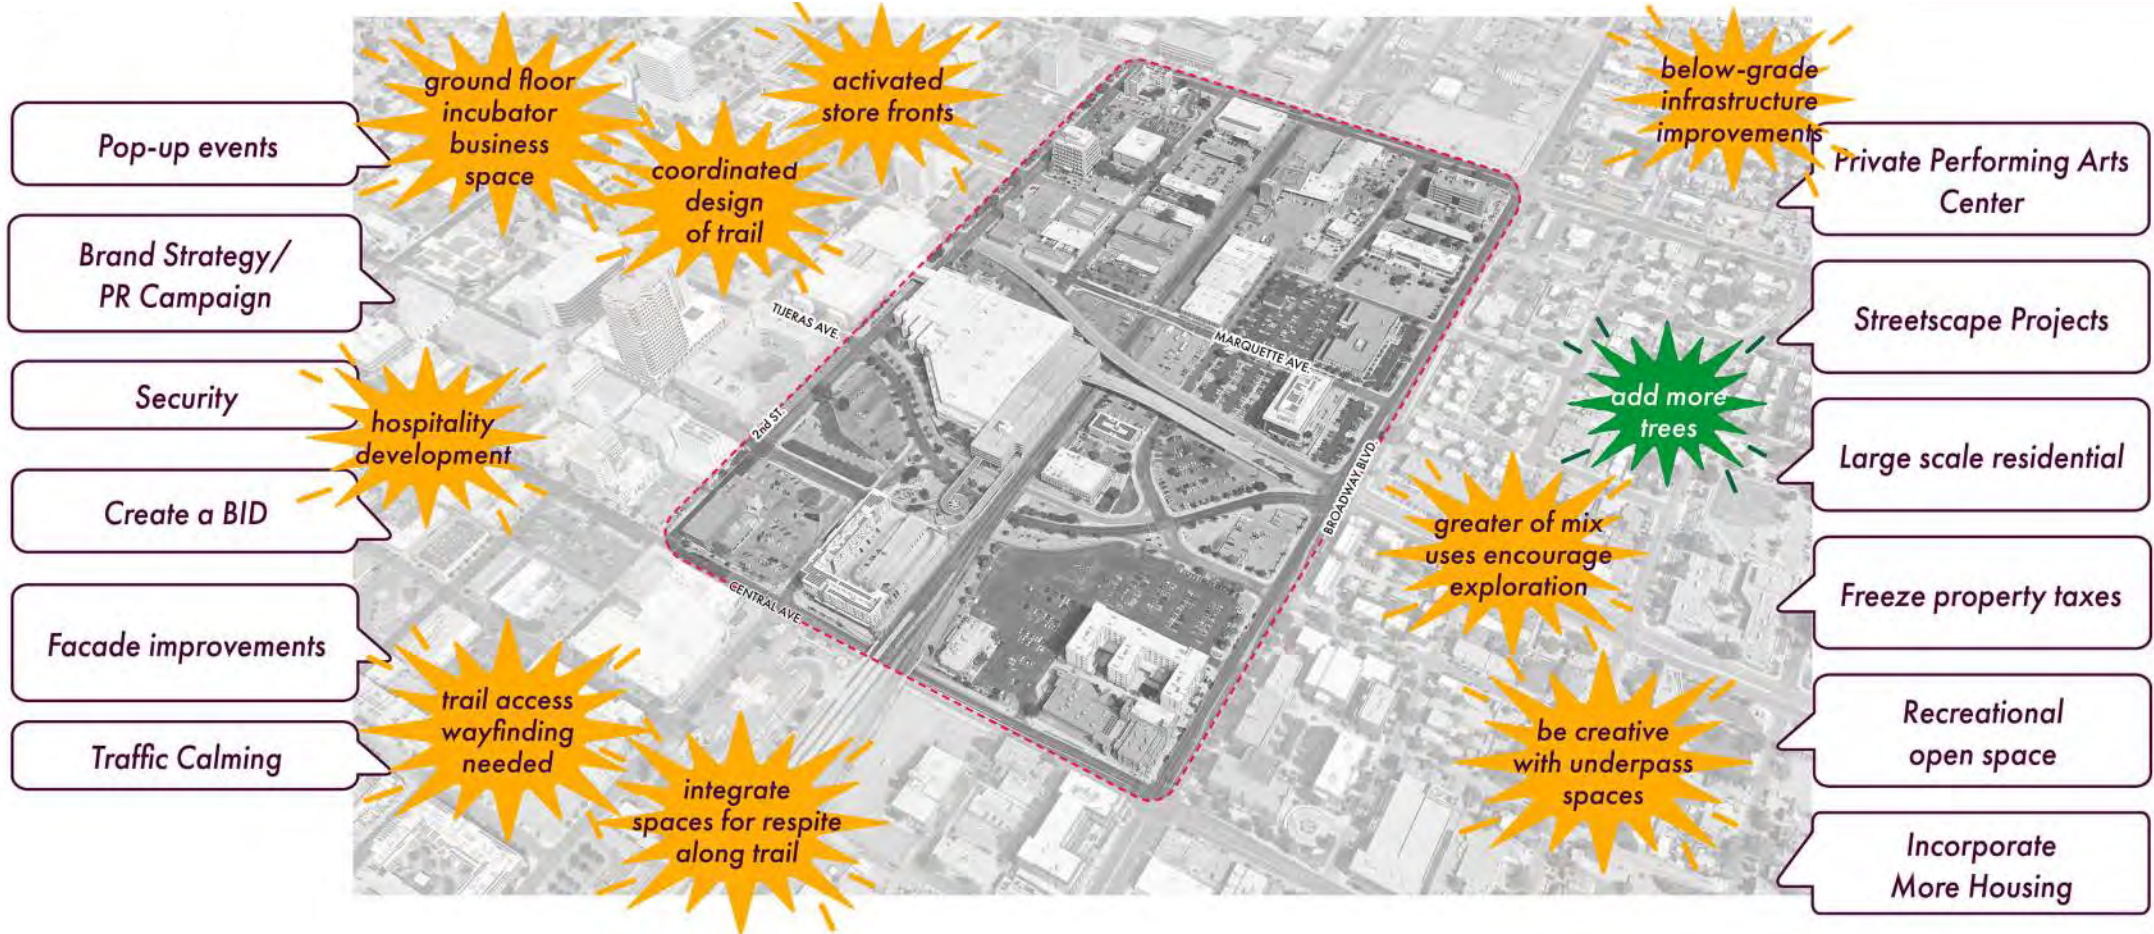 Pop-up events
Brand Strategy/
PR Campaign
Security
Create a BID
Facade improvements
Traffic Calming
ground floor
incubator
business
space
coordinated
design
of trail
activated
store fronts
hospitality
development
trail access
wayfinding
needed
integrate
spaces for respite
along trail
TIJERAS AVE.
2nd ST.
MARQUETTE AVE.
BROADWAY BLVD.
CENTRAL AVE.
below-grade
infrastructure
improvements
add more
trees
greater of mix
uses encourage
exploration
be creative
with underpass
spaces
Private Performing Arts
Center
Streetscape Projects
Large scale residential
Freeze property taxes
Recreational
open space
Incorporate
More Housing